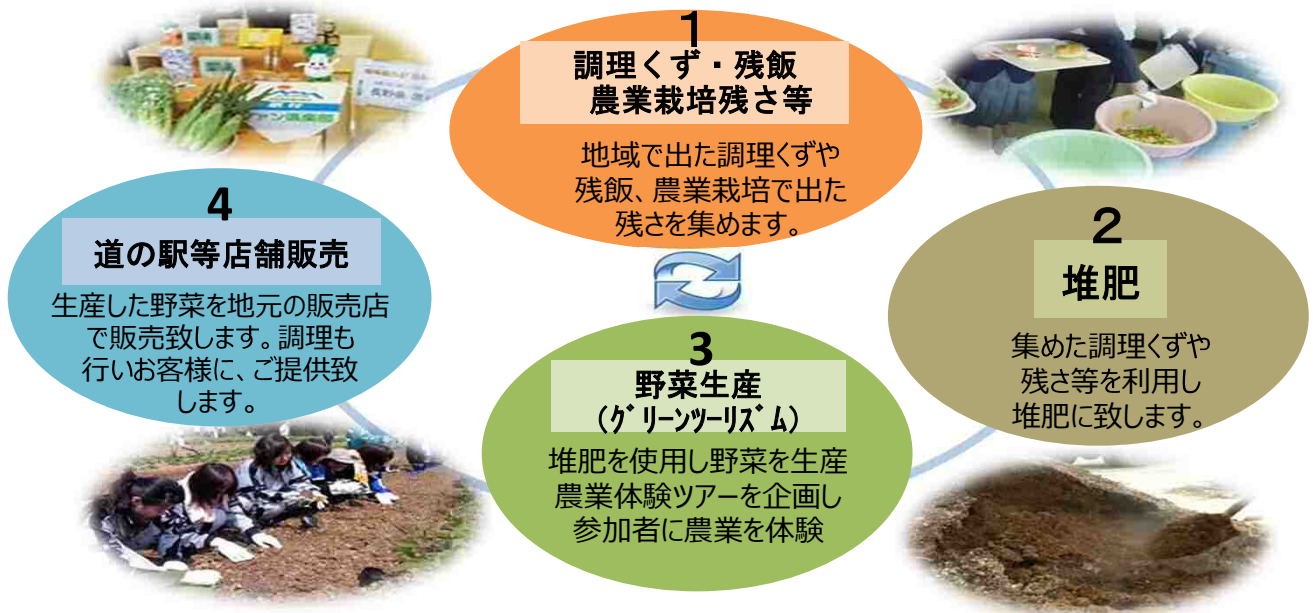 1
調理くず・残飯
農業栽培残さ等
地域で出た調理くずや
残飯、農業栽培で出た
残さを集めます。
2
堆肥
集めた調理くずや
残さ等を利用し
堆肥に致します。
3
野菜生産
(ｸﾞﾘｰﾝﾂｰﾘｽﾞﾑ)
堆肥を使用し野菜を生産
農業体験ツアーを企画し
参加者に農業を体験
4
道の駅等店舗販売
生産した野菜を地元の販売店
で販売致します。調理も
行いお客様に、ご提供致
します。